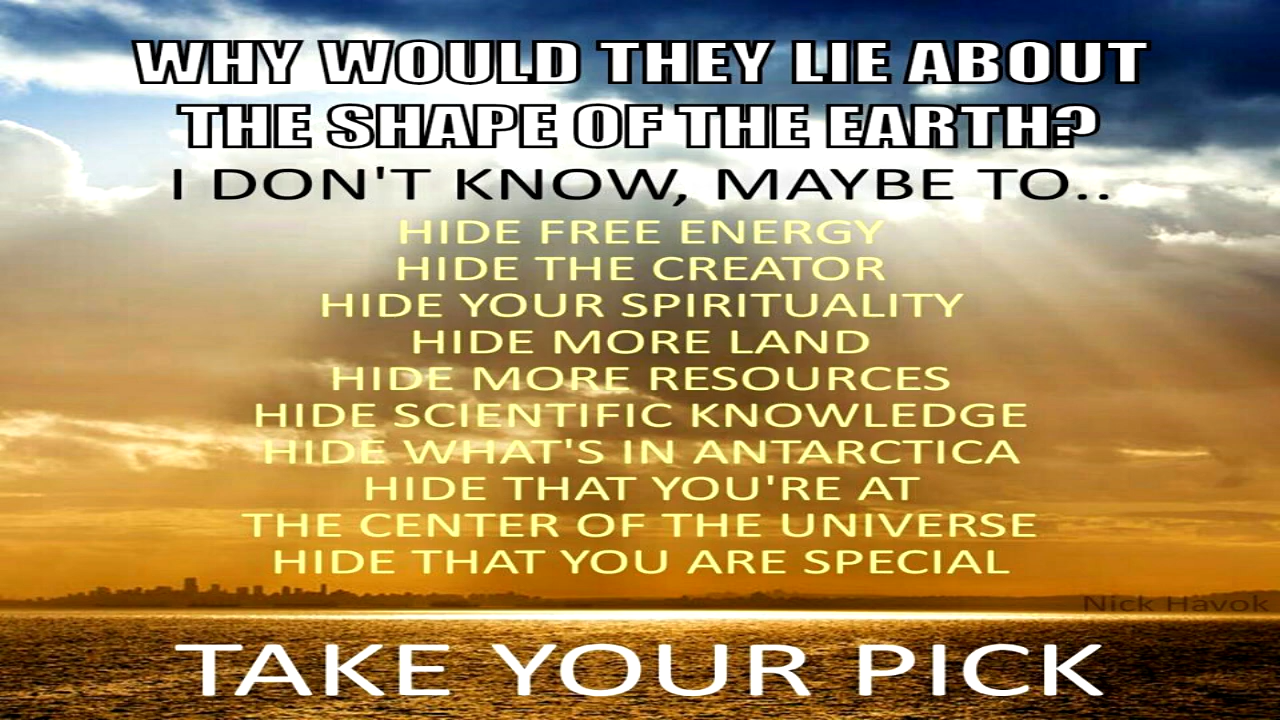 WHY WOULD THEY LIE ABOUT
THE SHAPE OF THE EARTH?
I DON'T KNOW, MAYBE TO..
HIDE FREE ENERGY
HIDE THE CREATOR
HIDE YOUR SPIRITUALITY
HIDE MORE LAND
HIDE MORE RESOURCES
HIDE SCIENTIFIC KNOWLEDGE
HIDE WHAT'S IN ANTARCTICA
HIDE THAT YOU'RE AT
THE CENTER OF THE UNIVERSE
HIDE THAT YOU ARE SPECIAL
Nick Havok
TAKE YOUR PICK